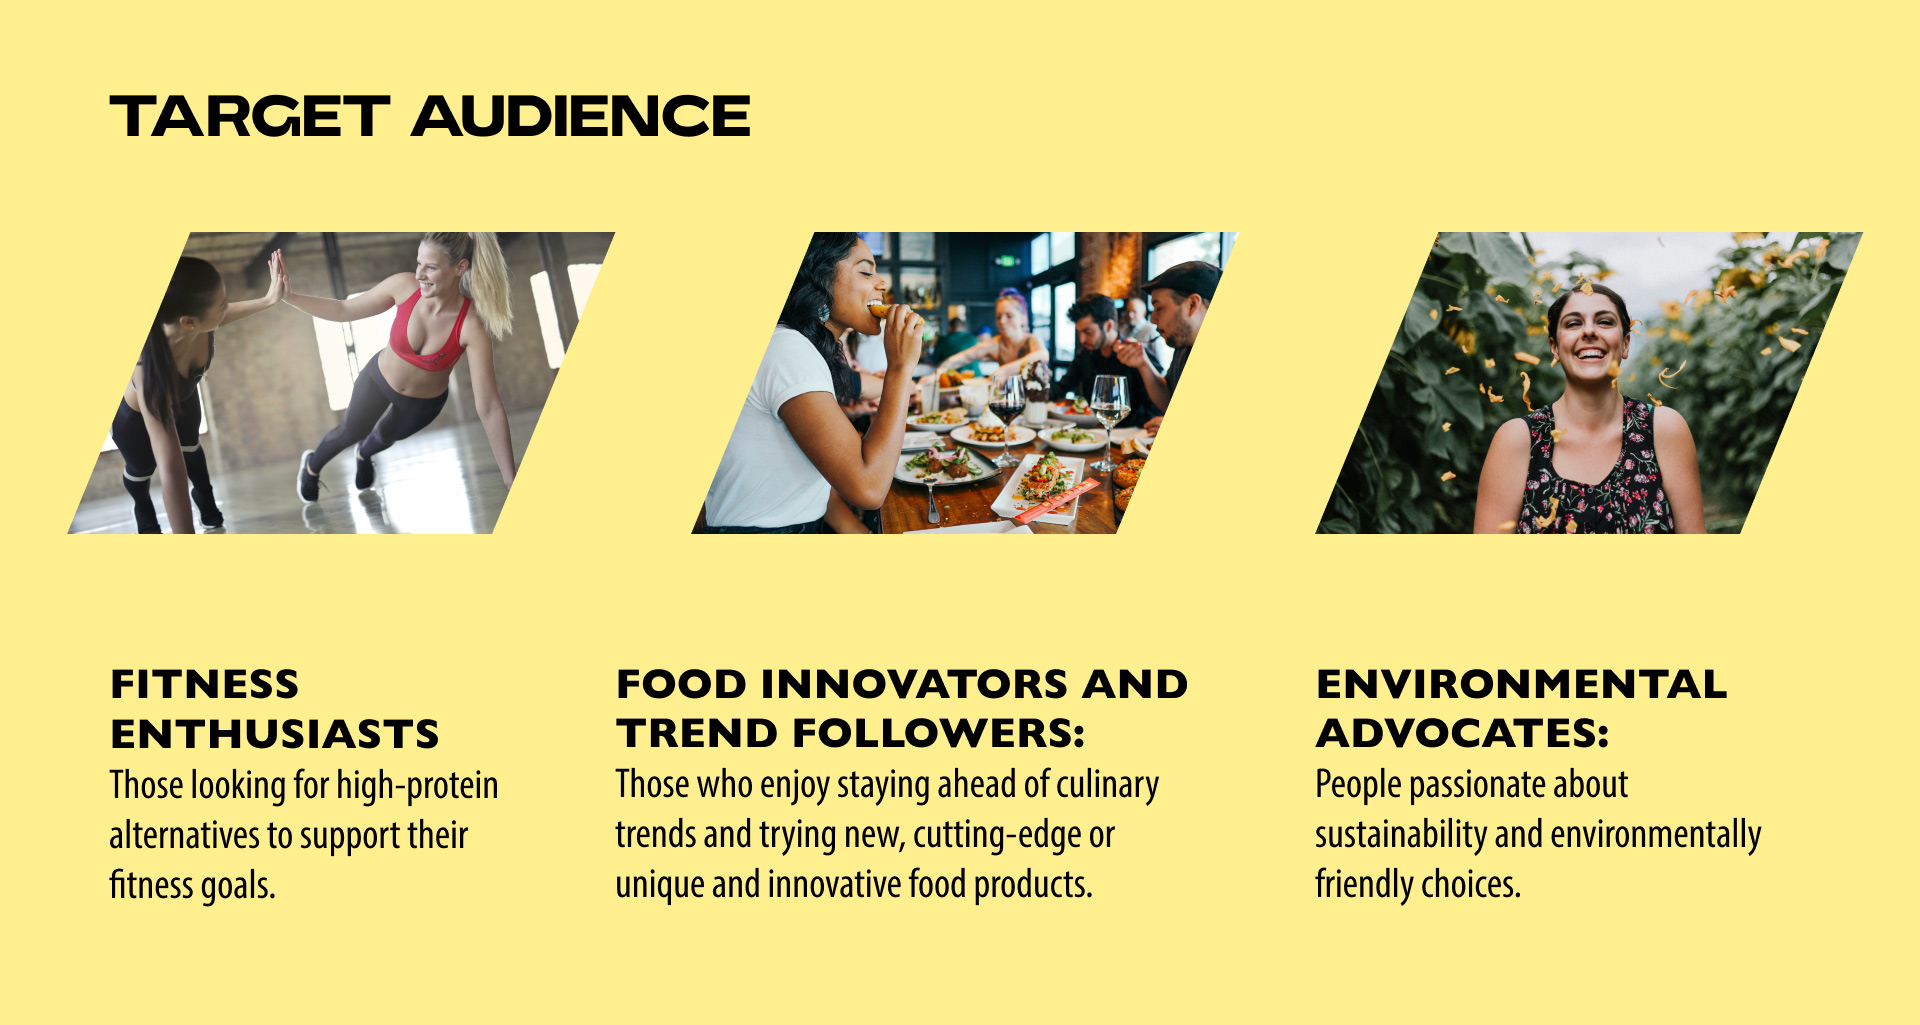 TARGET AUDIENCE
FITNESS
ENTHUSIASTS
Those looking for high-protein
alternatives to support their
fitness goals.
FOOD INNOVATORS AND
TREND FOLLOWERS:
Those who enjoy staying ahead of culinary
trends and trying new, cutting-edge or
unique and innovative food products.
ENVIRONMENTAL
ADVOCATES:
People passionate about
sustainability and environmentally
friendly choices.